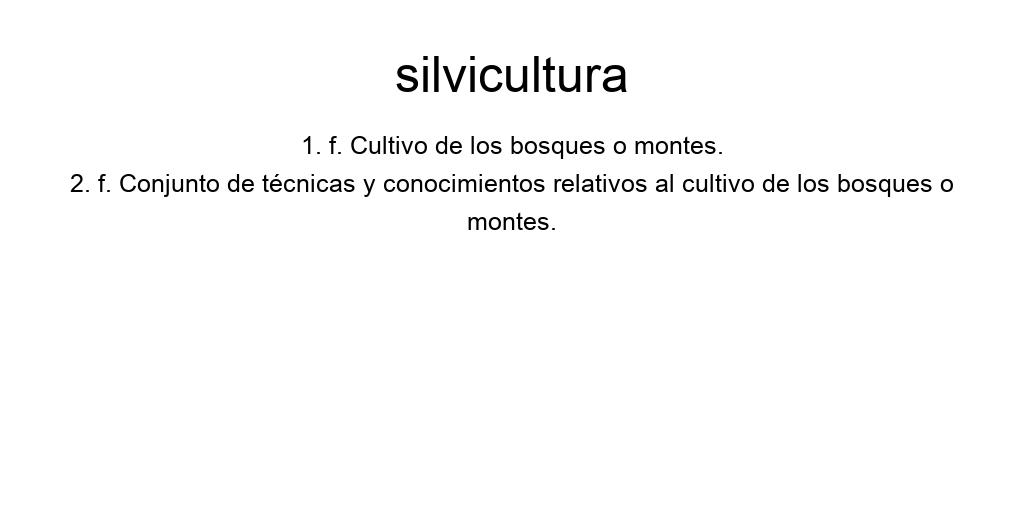 silvicultura
1. f. Cultivo de los bosques o montes.
2. f. Conjunto de técnicas y conocimientos relativos al cultivo de los bosques o
montes.